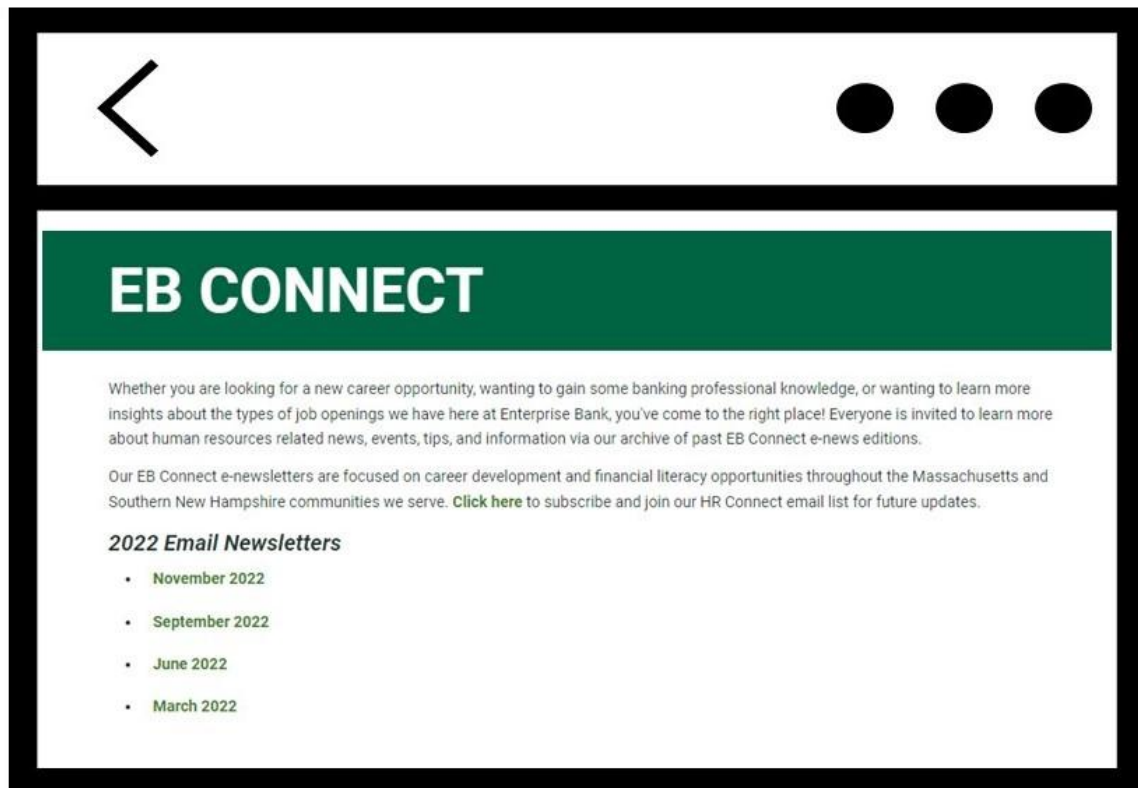 EB CONNECT
Whether you are looking for a new career opportunity, wanting to gain some banking professional knowledge, or wanting to learn more
insights about the types of job openings we have here at Enterprise Bank, you've come to the right place! Everyone is invited to learn more
about human resources related news, events, tips, and information via our archive of past EB Connect e-news editions.
Our EB Connect e-newsletters are focused on career development and financial literacy opportunities throughout the Massachusetts and
Southern New Hampshire communities we serve. Click here to subscribe and join our HR Connect email list for future updates.
2022 Email Newsletters
• November 2022
• September 2022
• June 2022
• March 2022